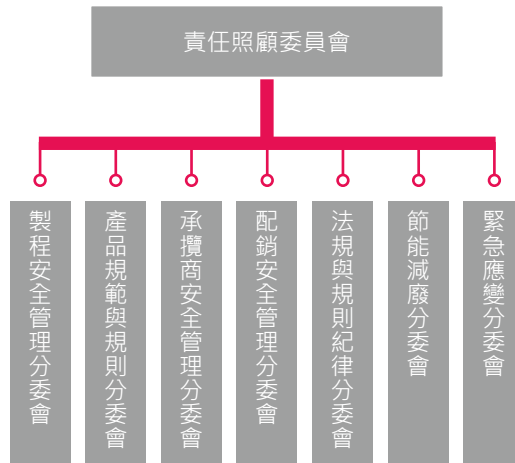 責任照顧委員會
製程安全管理分委會
產品規範與規則分委會
承攬商安全管理分委會
配銷安全管理分委會
法規與規則紀律分委會
節能減廢分委會
緊急應變分委會